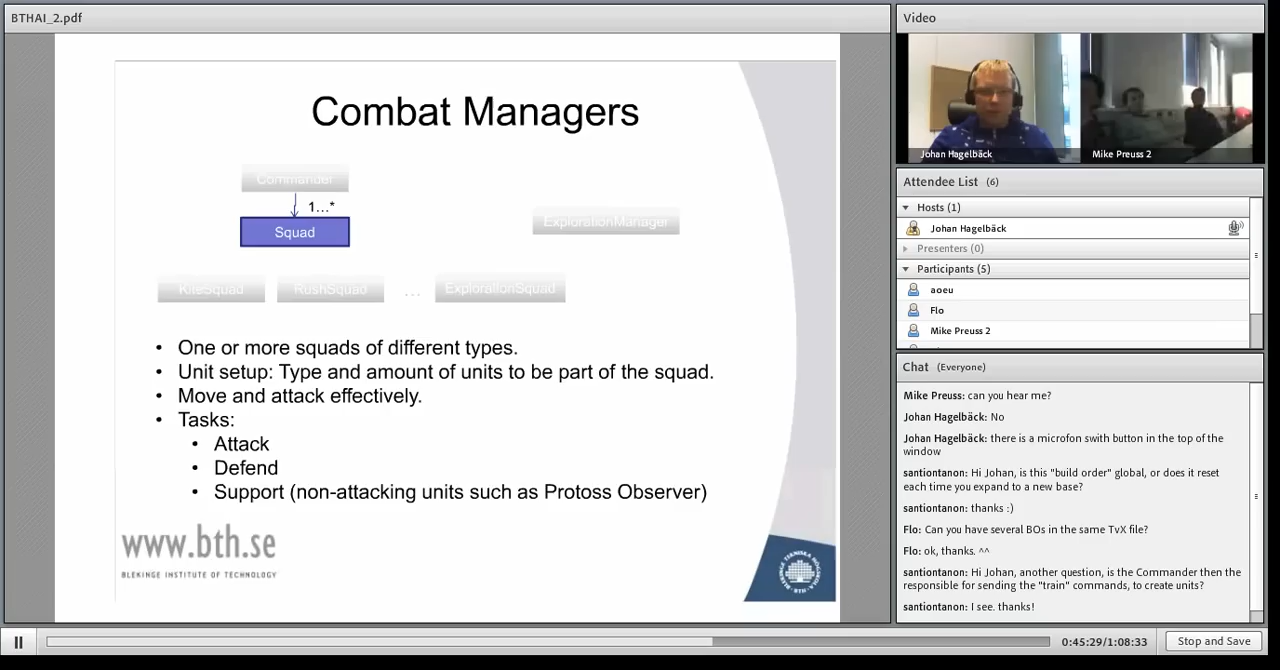 BTHAI_2.pdf
Combat Managers
Commander
1...*
Squad
ExplorationManager
KiteSquad
RushSquad
...
ExplorationSquad
• One or more squads of different types.
• Unit setup: Type and amount of units to be part of the squad.
• Move and attack effectively.
• Tasks:
• Attack
• Defend
• Support (non-attacking units such as Protoss Observer)
www.bth.se
BLEKINGE INSTITUTE OF TECHNOLOGY
Video
Johan Hagelbäck
Mike Preuss 2
Attendee List (6)
Hosts (1)
Johan Hagelbäck
Presenters (0)
Participants (5)
aoeu
Flo
Mike Preuss 2
Chat (Everyone)
Mike Preuss: can you hear me?
Johan Hagelbäck: No
Johan Hagelbäck: there is a microfon swith button in the top of the
window
santiontanon: Hi Johan, is this "build order" global, or does it reset
each time you expand to a new base?
santiontanon: thanks :)
Flo: Can you have several BOs in the same TvX file?
Flo: ok, thanks. ^^
santiontanon: Hi Johan, another question, is the Commander then the
responsible for sending the "train" commands, to create units?
santiontanon: I see. thanks!
0:45:29/1:08:33
Stop and Save